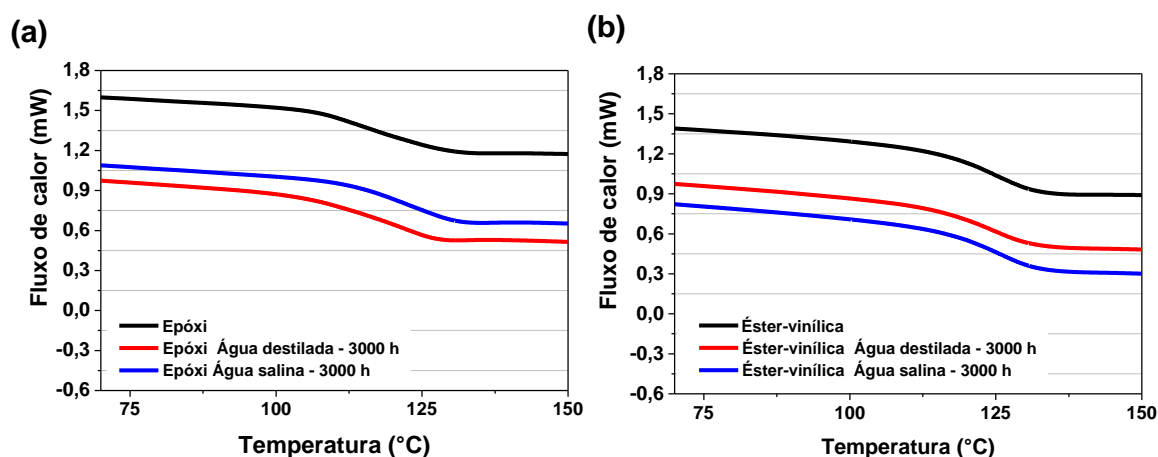 (a)
Fluxo de calor (mW)
1,8
1,5
1,2
0,9
0,6
0,3
0,0
-0,3
-0,6
Epóxi
Epóxi Água destilada - 3000 h
Epóxi Água salina - 3000 h
75 100 125 150
Temperatura (°C)
(b)
Fluxo de calor (mW)
1,8
1,5
1,2
0,9
0,6
0,3
0,0
-0,3
-0,6
Éster-vinílica
Éster-vinílica Água destilada - 3000 h
Éster-vinílica Água salina - 3000 h
75 100 125 150
Temperatura (°C)